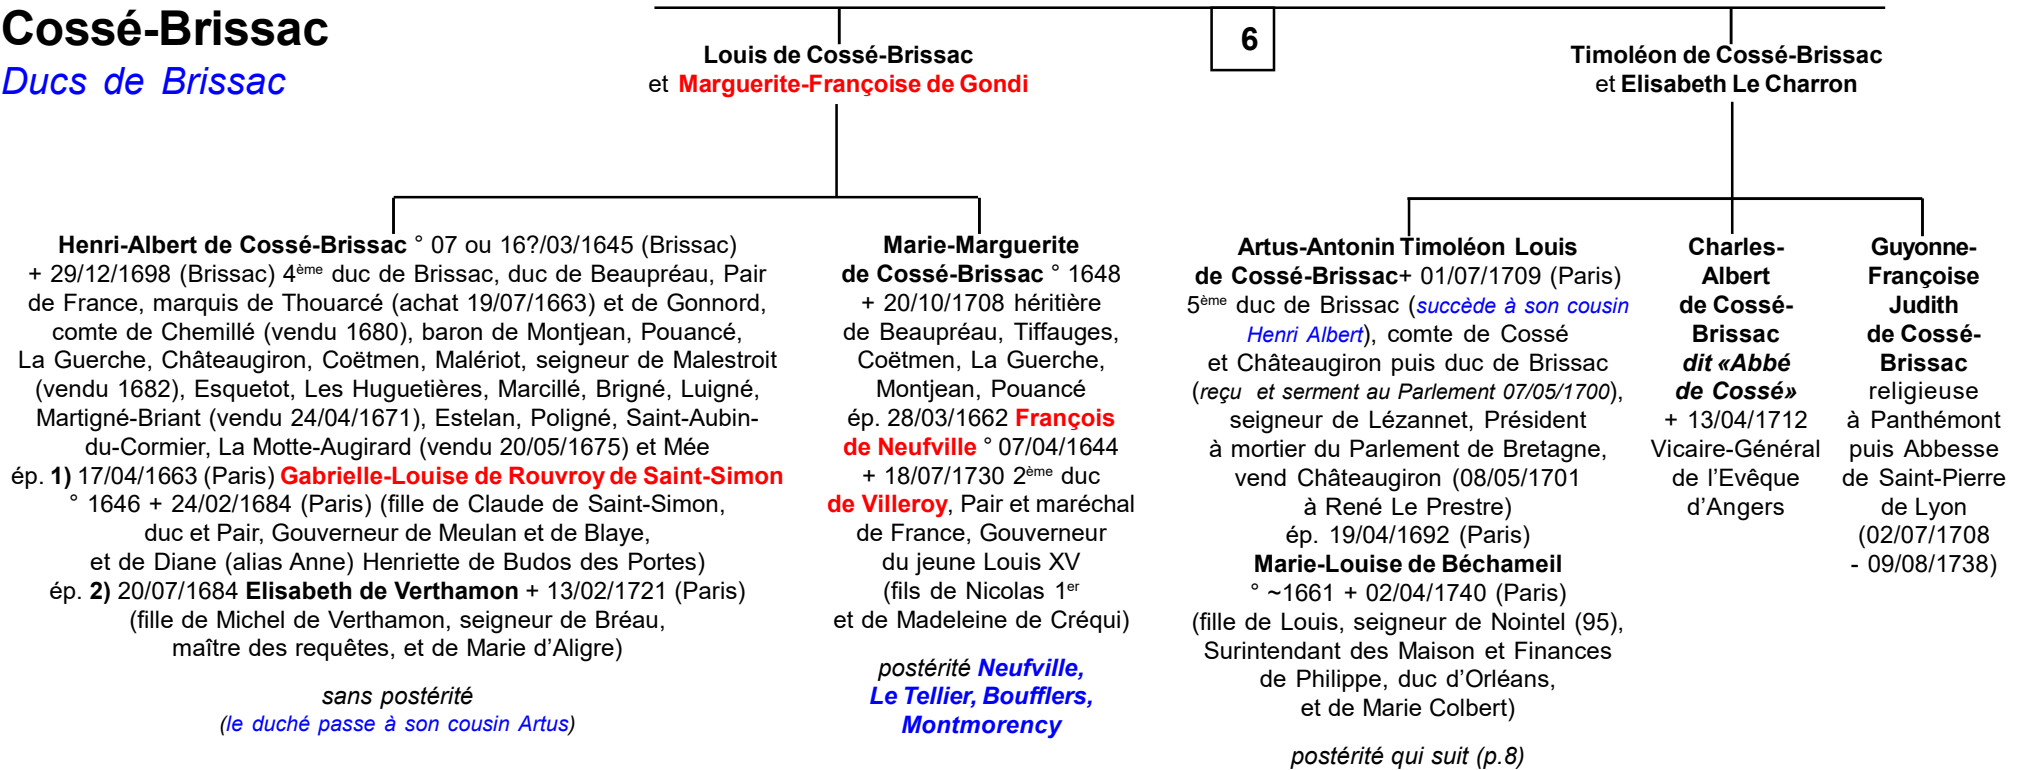 Cossé-Brissac
Ducs de Brissac
6
Louis de Cossé-Brissac
et Marguerite-Françoise de Gondi
Timoléon de Cossé-Brissac
et Elisabeth Le Charron
Henri-Albert de Cossé-Brissac ° 07 ou 16?/03/1645 (Brissac)
+ 29/12/1698 (Brissac) 4ème duc de Brissac, duc de Beaupréau, Pair
de France, marquis de Thouarcé (achat 19/07/1663) et de Gonnord,
comte de Chemillé (vendu 1680), baron de Montjean, Pouancé,
La Guerche, Châteaugiron, Coëtmen, Malériot, seigneur de Malestroit
(vendu 1682), Esquetot, Les Huguetières, Marcillé, Brigné, Luigné,
Martigné-Briant (vendu 24/04/1671), Estelan, Poligné, Saint-Aubin-
du-Cormier, La Motte-Augirard (vendu 20/05/1675) et Mée
ép. 1) 17/04/1663 (Paris) Gabrielle-Louise de Rouvroy de Saint-Simon
° 1646 + 24/02/1684 (Paris) (fille de Claude de Saint-Simon,
duc et Pair, Gouverneur de Meulan et de Blaye,
et de Diane (alias Anne) Henriette de Budos des Portes)
ép. 2) 20/07/1684 Elisabeth de Verthamon + 13/02/1721 (Paris)
(fille de Michel de Verthamon, seigneur de Bréau,
maître des requêtes, et de Marie d'Aligre)
sans postérité
(le duché passe à son cousin Artus)
Marie-Marguerite
de Cossé-Brissac ° 1648
+ 20/10/1708 héritière
de Beaupréau, Tiffauges,
Coëtmen, La Guerche,
Montjean, Pouancé
ép. 28/03/1662 François
de Neufville ° 07/04/1644
+ 18/07/1730 2ème duc
de Villeroy, Pair et maréchal
de France, Gouverneur
du jeune Louis XV
(fils de Nicolas 1er
et de Madeleine de Créqui)
postérité Neufville,
Le Tellier, Boufflers,
Montmorency
Artus-Antonin Timoléon Louis
de Cossé-Brissac+ 01/07/1709 (Paris)
5ème duc de Brissac (succède à son cousin
Henri Albert), comte de Cossé
et Châteaugiron puis duc de Brissac
(reçu et serment au Parlement 07/05/1700),
seigneur de Lézannet, Président
à mortier du Parlement de Bretagne,
vend Châteaugiron (08/05/1701
à René Le Prestre)
ép. 19/04/1692 (Paris)
Marie-Louise de Béchameil
° ~1661 + 02/04/1740 (Paris)
(fille de Louis, seigneur de Nointel (95),
Surintendant des Maison et Finances
de Philippe, duc d'Orléans,
et de Marie Colbert)
postérité qui suit (p.8)
Charles-
Albert
de Cossé-
Brissac
dit «Abbé
de Cossé»
+ 13/04/1712
Vicaire-Général
de l'Evêque
d'Angers
Guyonne-
Françoise
Judith
de Cossé-
Brissac
religieuse
à Panthémont
puis Abbesse
de Saint-Pierre
de Lyon
(02/07/1708
- 09/08/1738)